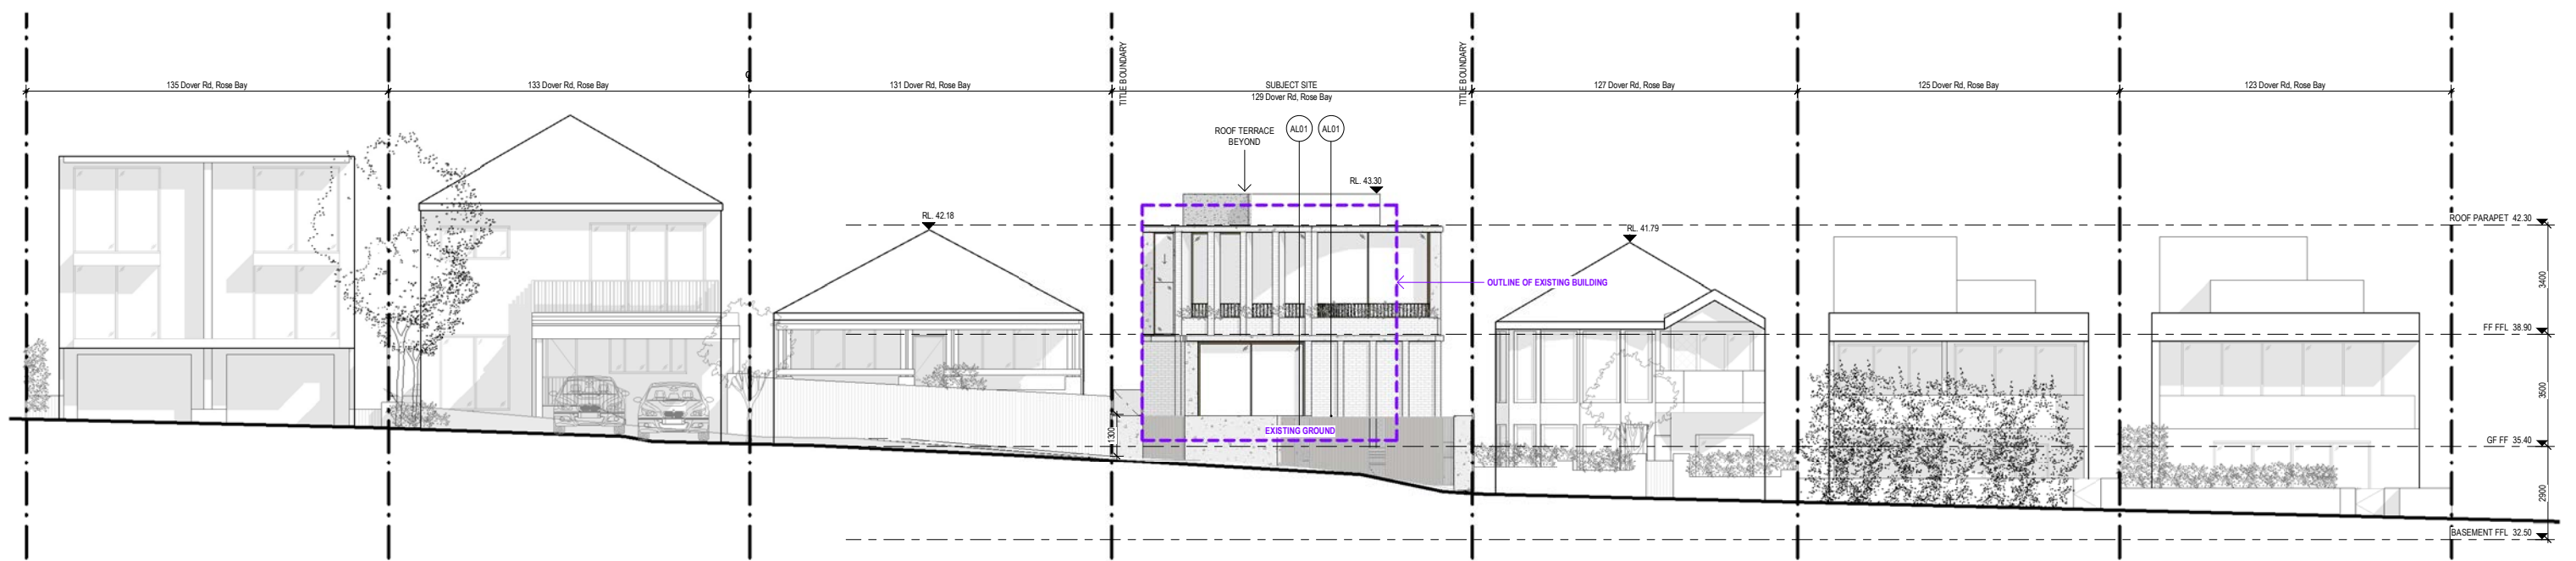 135 Dover Rd, Rose Bay
133 Dover Rd, Rose Bay
131 Dover Rd, Rose Bay
TITLE BOUNDARY
SUBJECT SITE
129 Dover Rd, Rose Bay
TITLE BOUNDARY
127 Dover Rd, Rose Bay
125 Dover Rd, Rose Bay
123 Dover Rd, Rose Bay
ROOF TERRACE
BEYOND
AL01
AL01
RL. 43.30
RL. 42.18
RL. 41.79
ROOF PARAPET 42.30
OUTLINE OF EXISTING BUILDING
3400
FF FFL 38.90
3500
EXISTING GROUND
1300
GF FF 35.40
2900
BASEMENT FFL 32.50